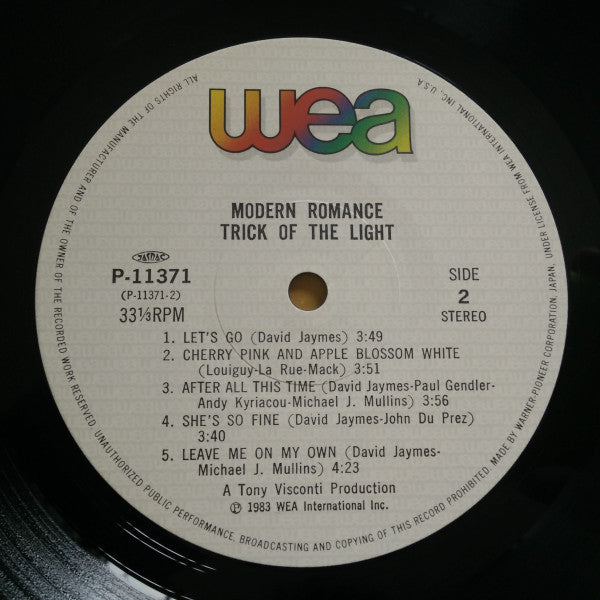 wea
MODERN ROMANCE
TRICK OF THE LIGHT
JASRAC
P-11371
(P-11371-2)
33⅓RPM
SIDE
2
STEREO
1. LET'S GO (David Jaymes) 3:49
2. CHERRY PINK AND APPLE BLOSSOM WHITE
(Louiguy-La Rue-Mack) 3:51
3. AFTER ALL THIS TIME (David Jaymes-Paul Gendler-
Andy Kyriacou-Michael J. Mullins) 3:56
4. SHE'S SO FINE (David Jaymes-John Du Prez)
3:40
5. LEAVE ME ON MY OWN (David Jaymes-
Michael J. Mullins) 4:23
A Tony Visconti Production
Ⓟ 1983 WEA International Inc.
ALL RIGHTS OF THE MANUFACTURER AND OF THE OWNER OF THE RECORDED WORK RESERVED. UNAUTHORIZED PUBLIC PERFORMANCE, BROADCASTING AND COPYING OF THIS RECORD PROHIBITED. MADE BY WARNER-PIONEER CORPORATION, JAPAN, UNDER LICENSE FROM WEA INTERNATIONAL INC., U.S.A